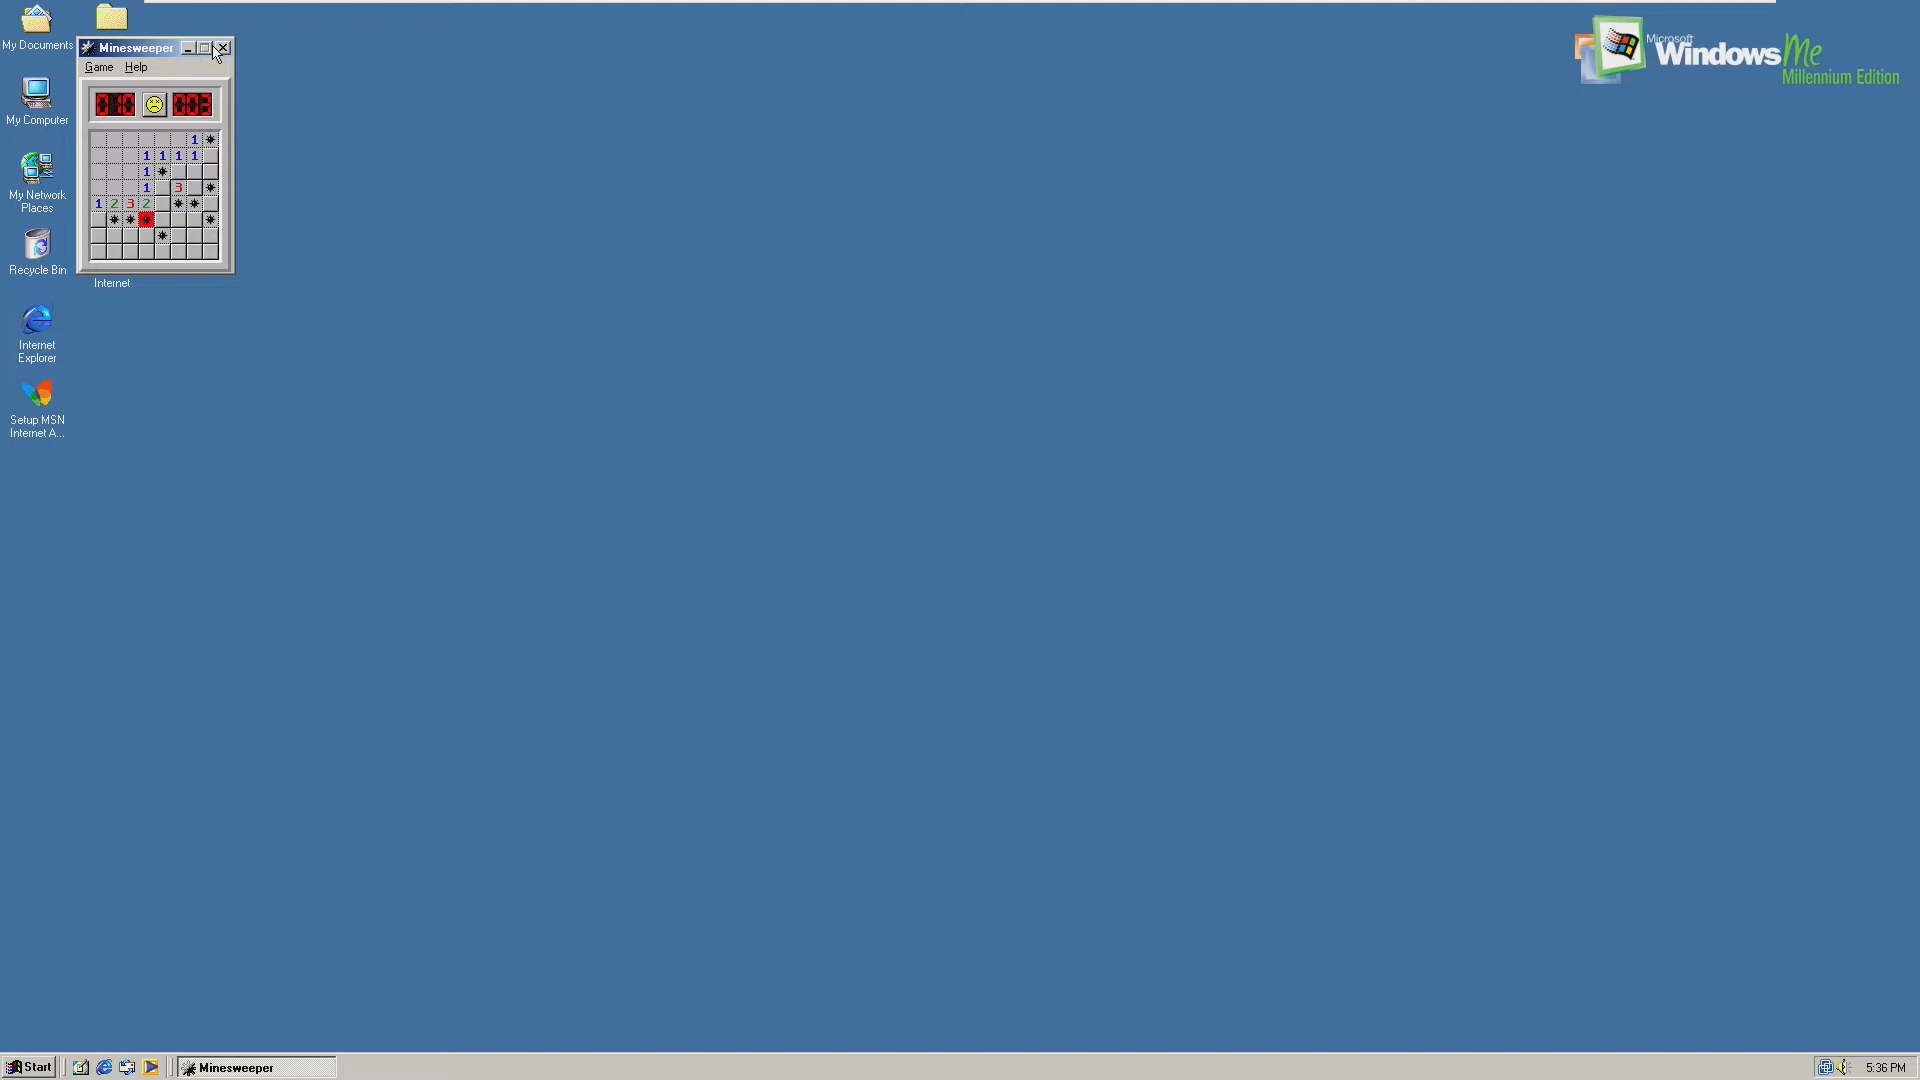 My Documents
Minesweeper
Game Help
1
1 1 1 1
1
1 3
1 2 3 2
Internet
My Computer
My Network
Places
Recycle Bin
Internet
Explorer
Setup MSN
Internet A...
Microsoft
Windows Me
Millennium Edition
Start
Minesweeper
5:36 PM